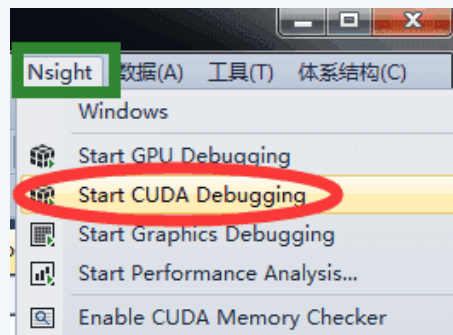 Nsight 数据(A) 工具(T) 体系结构(C)
Windows
Start GPU Debugging
Start CUDA Debugging
Start Graphics Debugging
Start Performance Analysis...
Enable CUDA Memory Checker